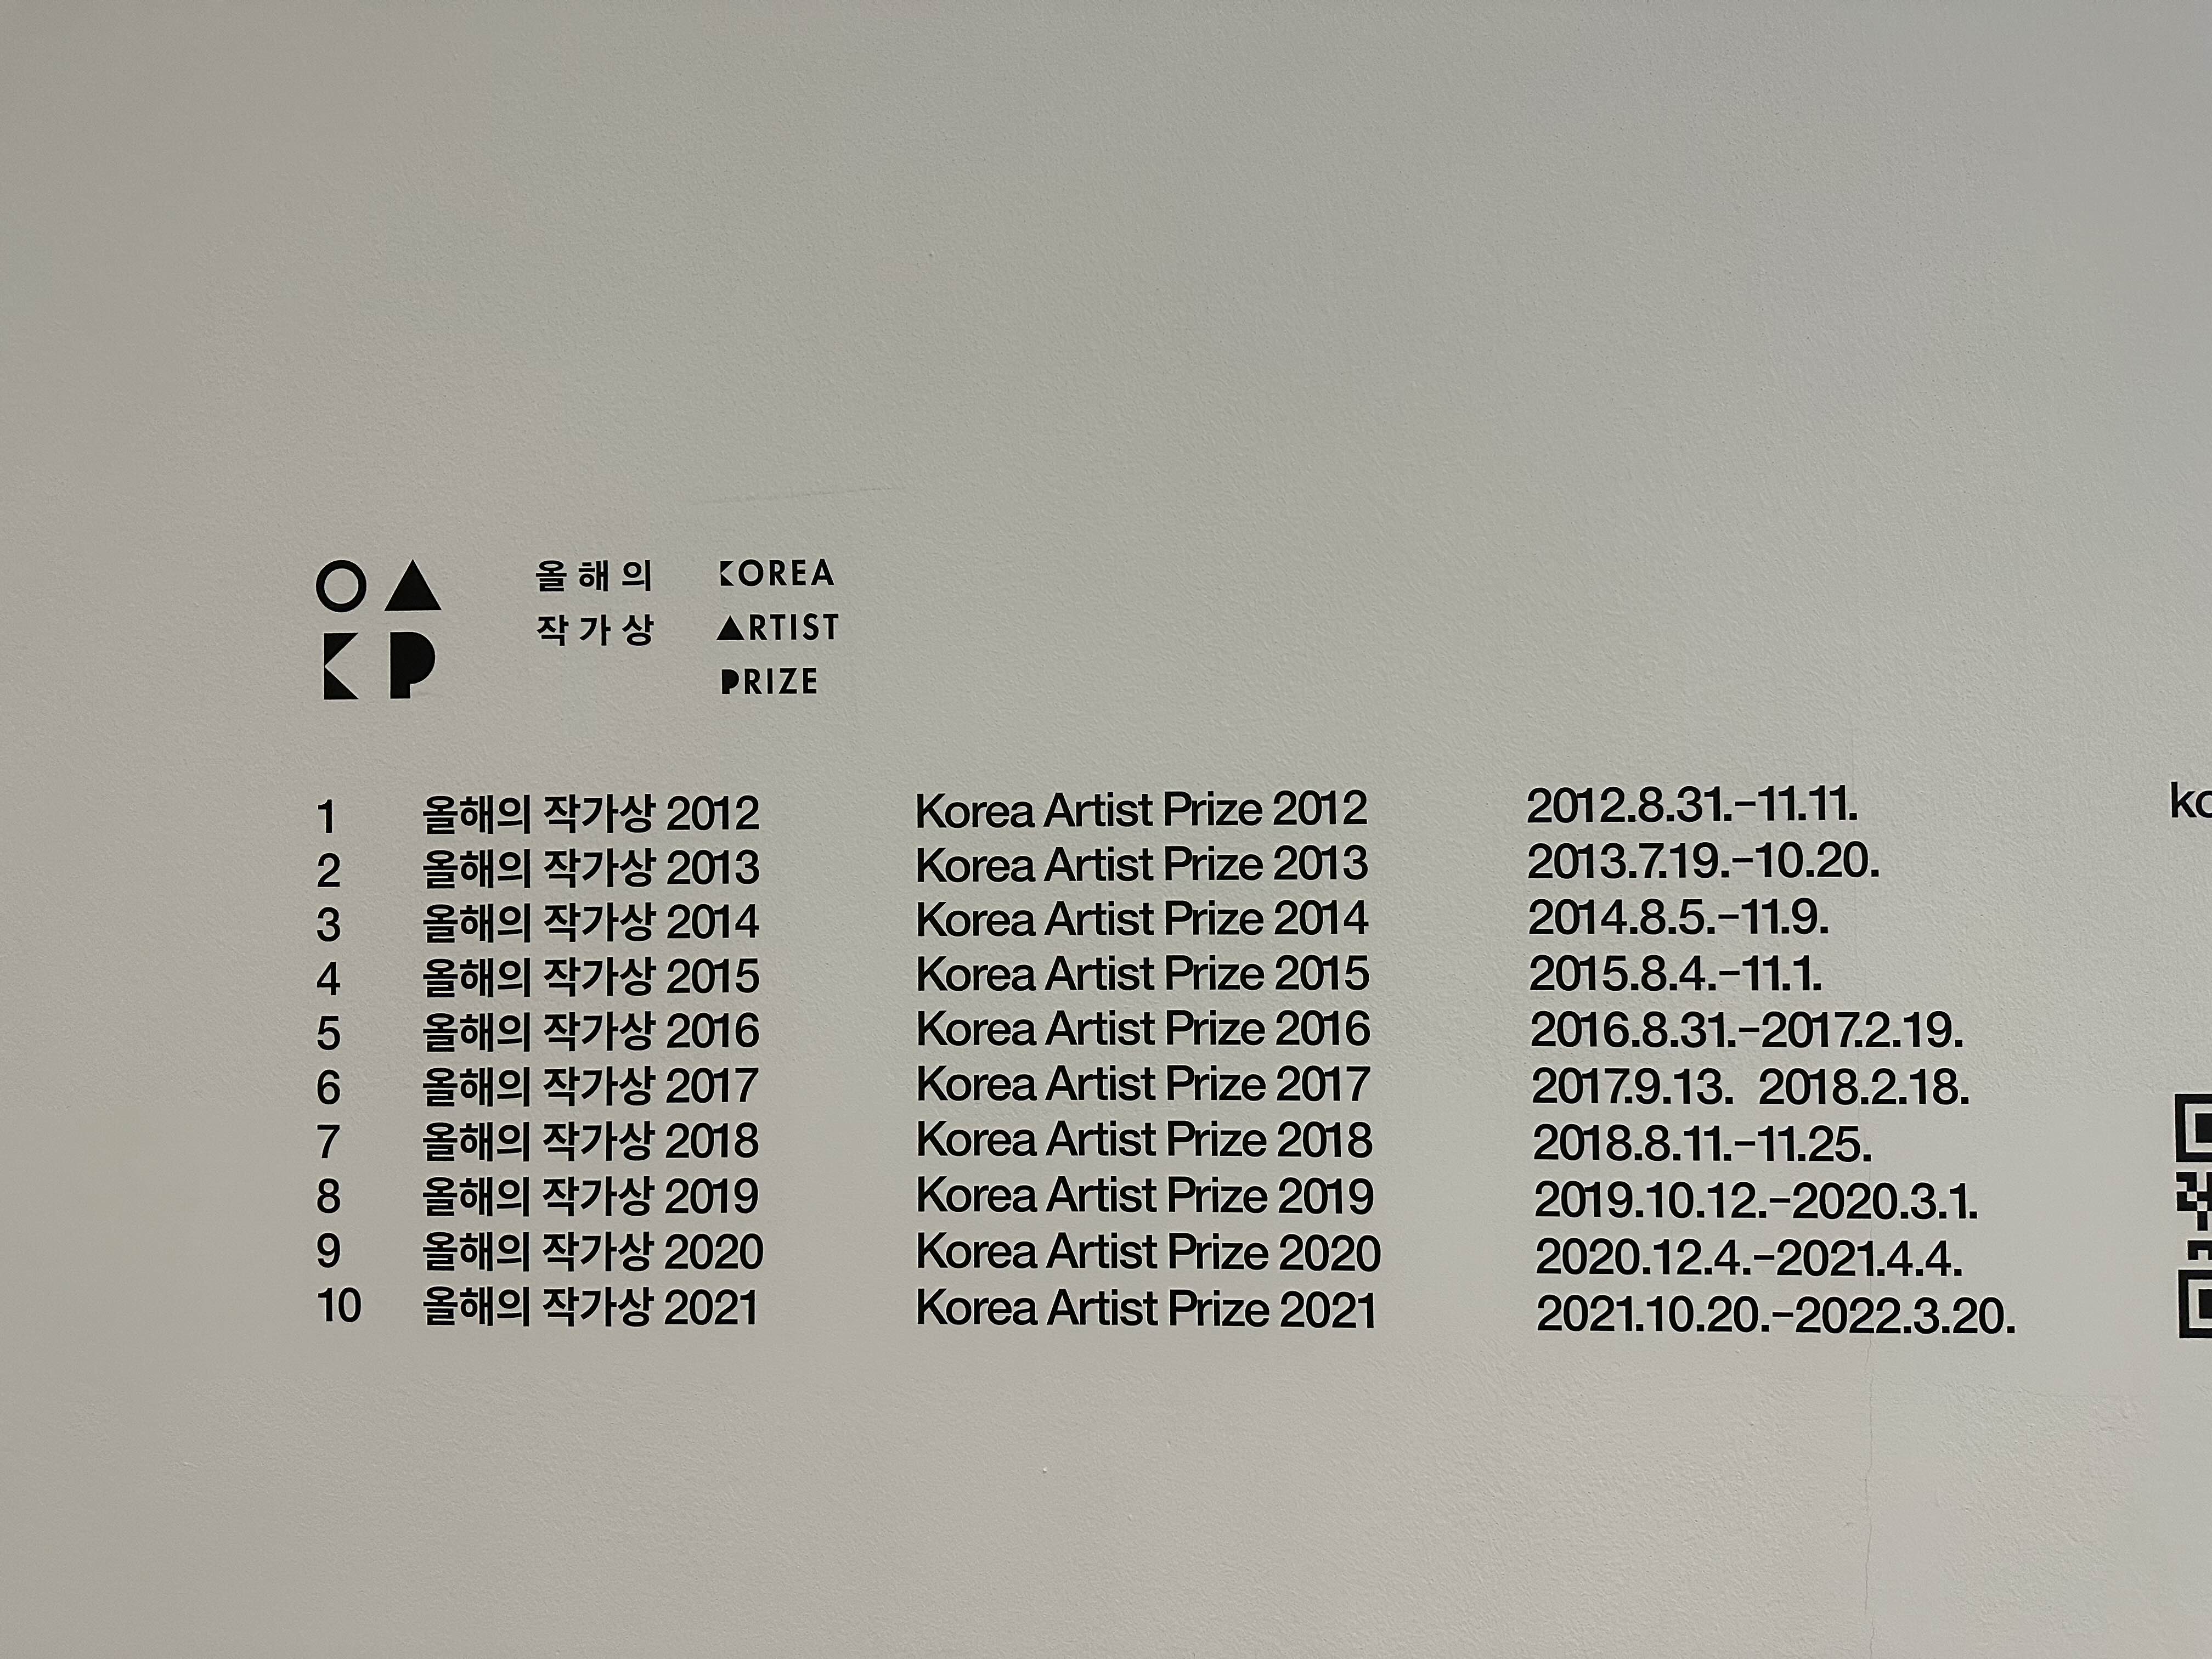 O▲
KP
올해의
작가상
KOREA
▲RTIST
PRIZE
1 올해의 작가상 2012 Korea Artist Prize 2012 2012.8.31.–11.11.
2 올해의 작가상 2013 Korea Artist Prize 2013 2013.7.19.–10.20.
3 올해의 작가상 2014 Korea Artist Prize 2014 2014.8.5.–11.9.
4 올해의 작가상 2015 Korea Artist Prize 2015 2015.8.4.–11.1.
5 올해의 작가상 2016 Korea Artist Prize 2016 2016.8.31.–2017.2.19.
6 올해의 작가상 2017 Korea Artist Prize 2017 2017.9.13. 2018.2.18.
7 올해의 작가상 2018 Korea Artist Prize 2018 2018.8.11.–11.25.
8 올해의 작가상 2019 Korea Artist Prize 2019 2019.10.12.–2020.3.1.
9 올해의 작가상 2020 Korea Artist Prize 2020 2020.12.4.–2021.4.4.
10 올해의 작가상 2021 Korea Artist Prize 2021 2021.10.20.–2022.3.20.